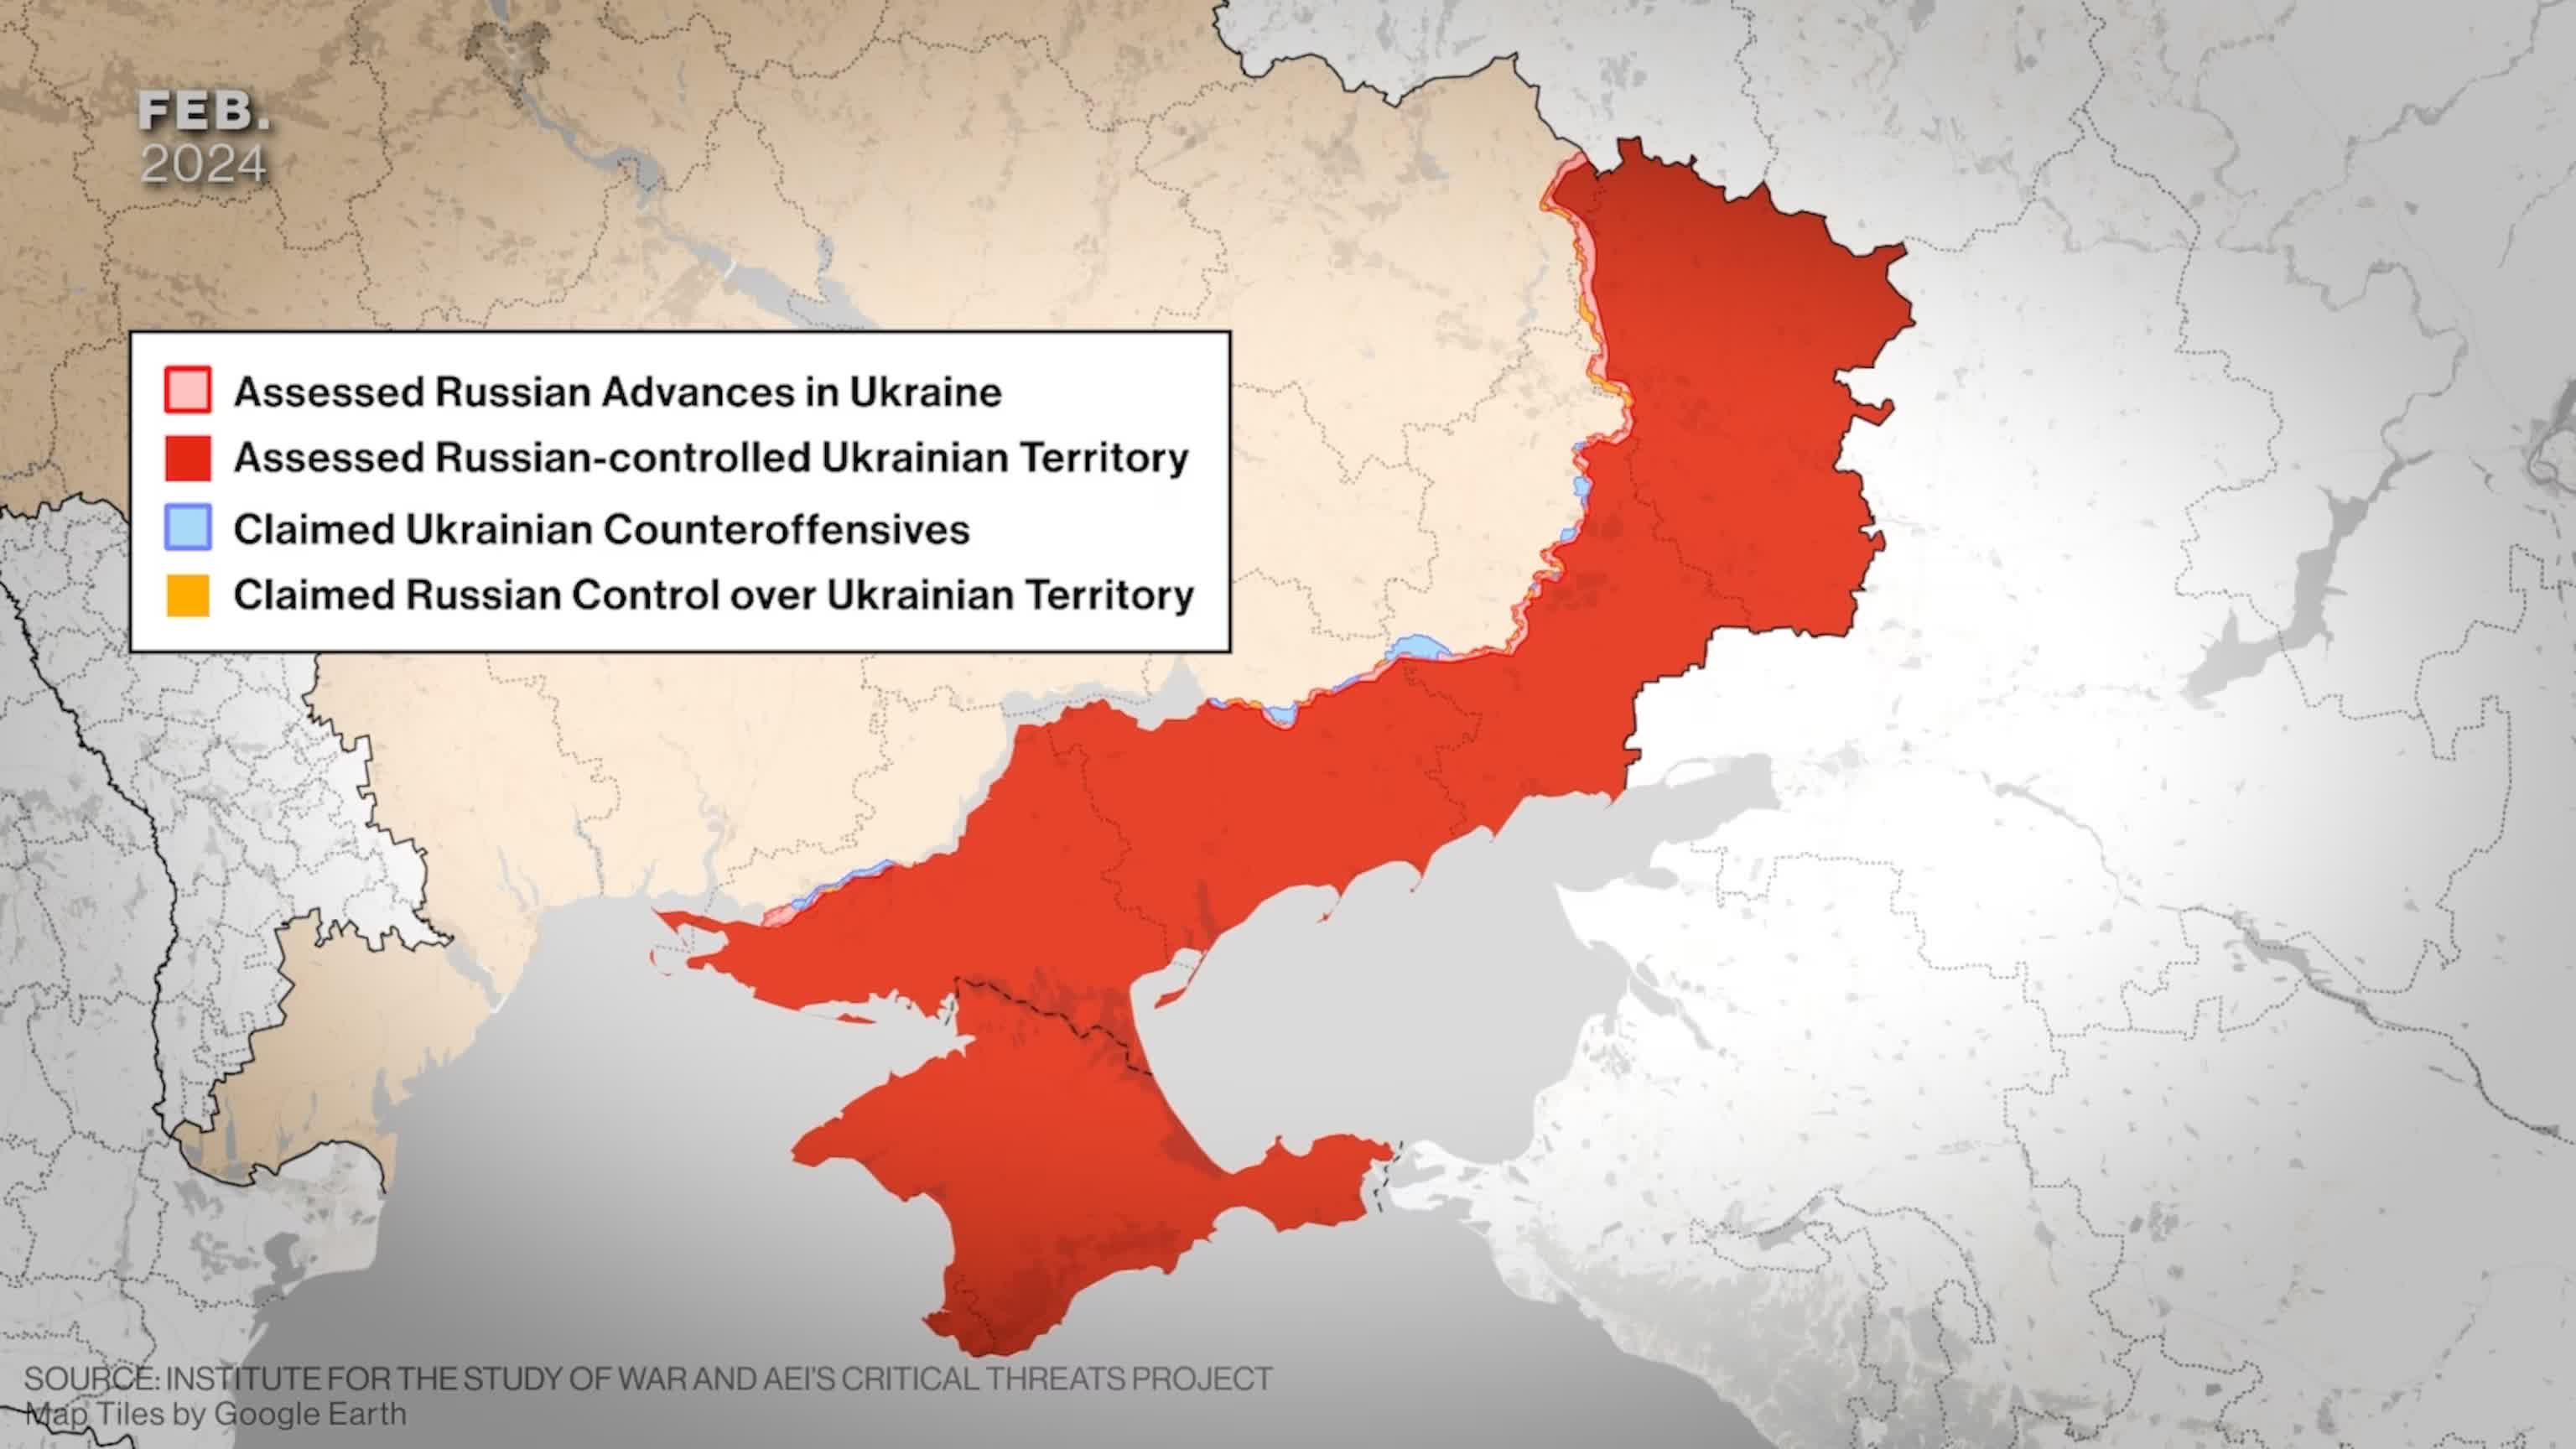 FEB.
2024
Assessed Russian Advances in Ukraine
Assessed Russian-controlled Ukrainian Territory
Claimed Ukrainian Counteroffensives
Claimed Russian Control over Ukrainian Territory
SOURCE: INSTITUTE FOR THE STUDY OF WAR AND AEI'S CRITICAL THREATS PROJECT
Map Tiles by Google Earth